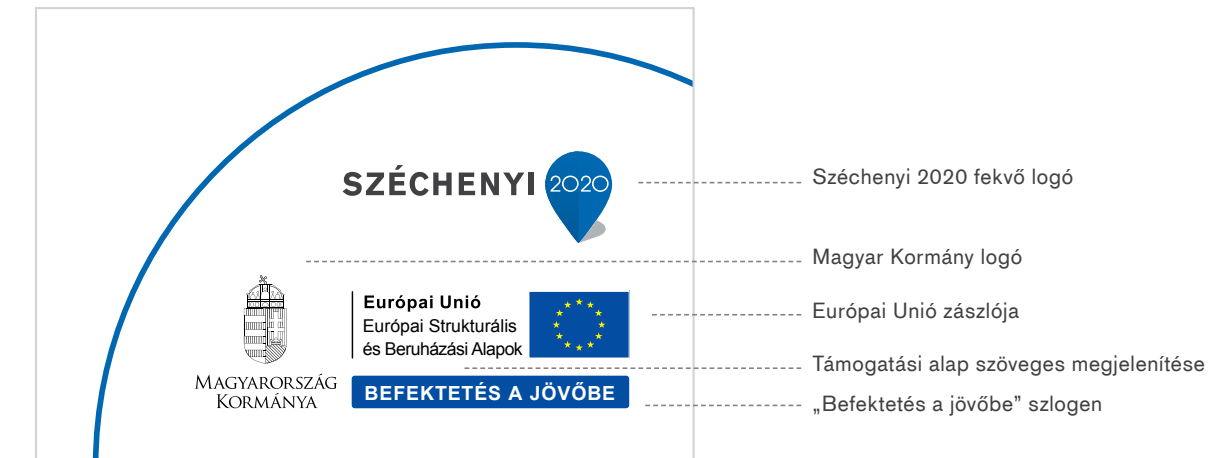 SZÉCHENYI 2020
Széchenyi 2020 fekvő logó
Magyar Kormány logó
Európai Unió
Európai Strukturális
és Beruházási Alapok
Európai Unió zászlója
Támogatási alap szöveges megjelenítése
MAGYARORSZÁG
KORMÁNYA
BEFEKTETÉS A JÖVŐBE
„Befektetés a jövőbe” szlogen